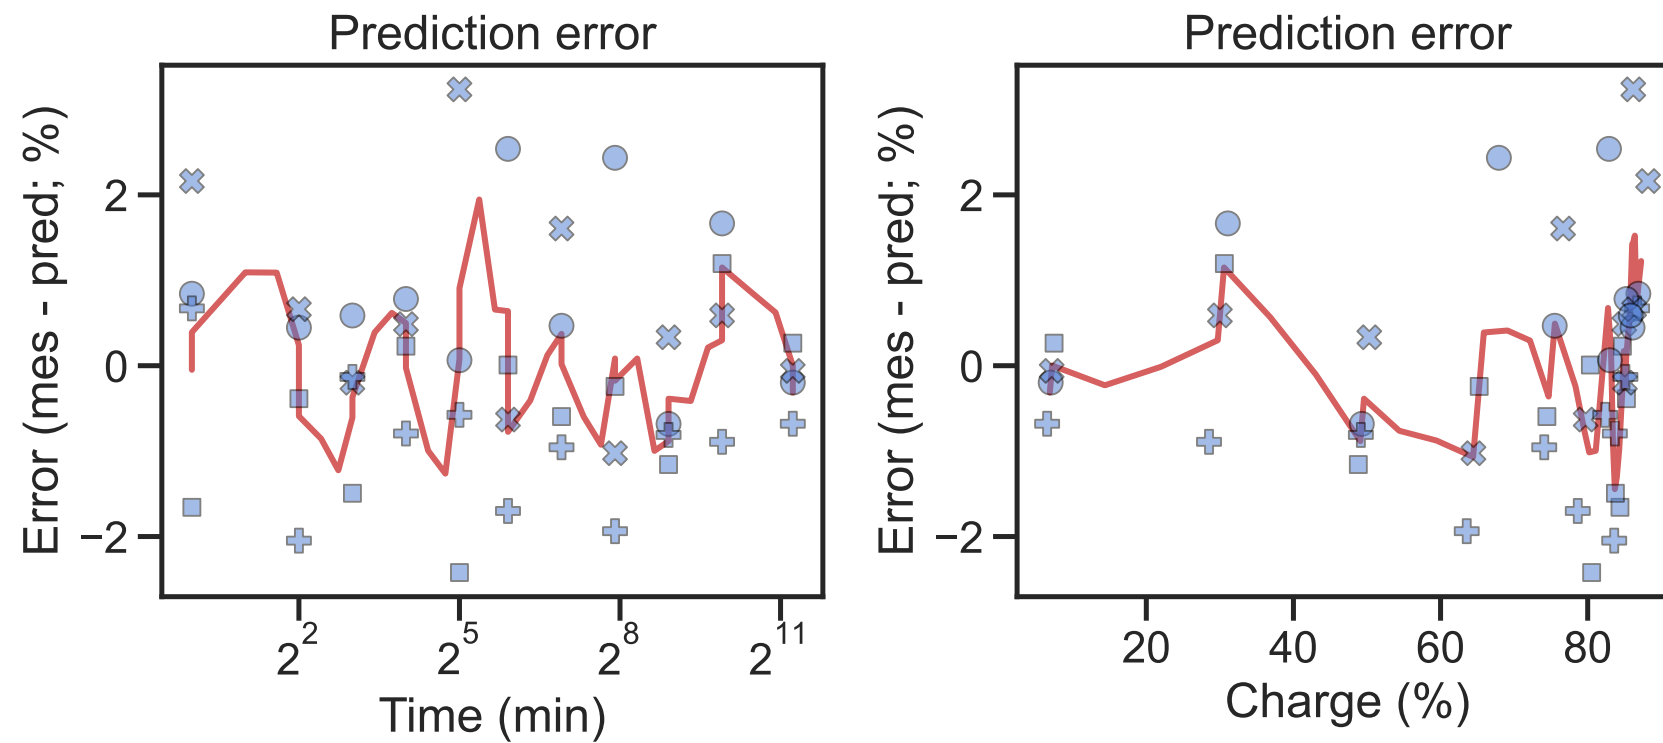 Prediction error
Error (mes - pred; %)
2
0
−2
2^2
2^5
2^8
2^11
Time (min)
Prediction error
Error (mes - pred; %)
2
0
−2
20
40
60
80
Charge (%)